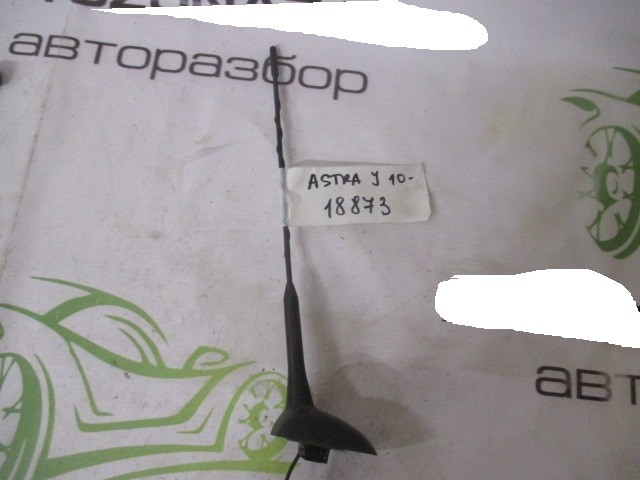 авторазбор
ASTRA J 10-
18873
авт